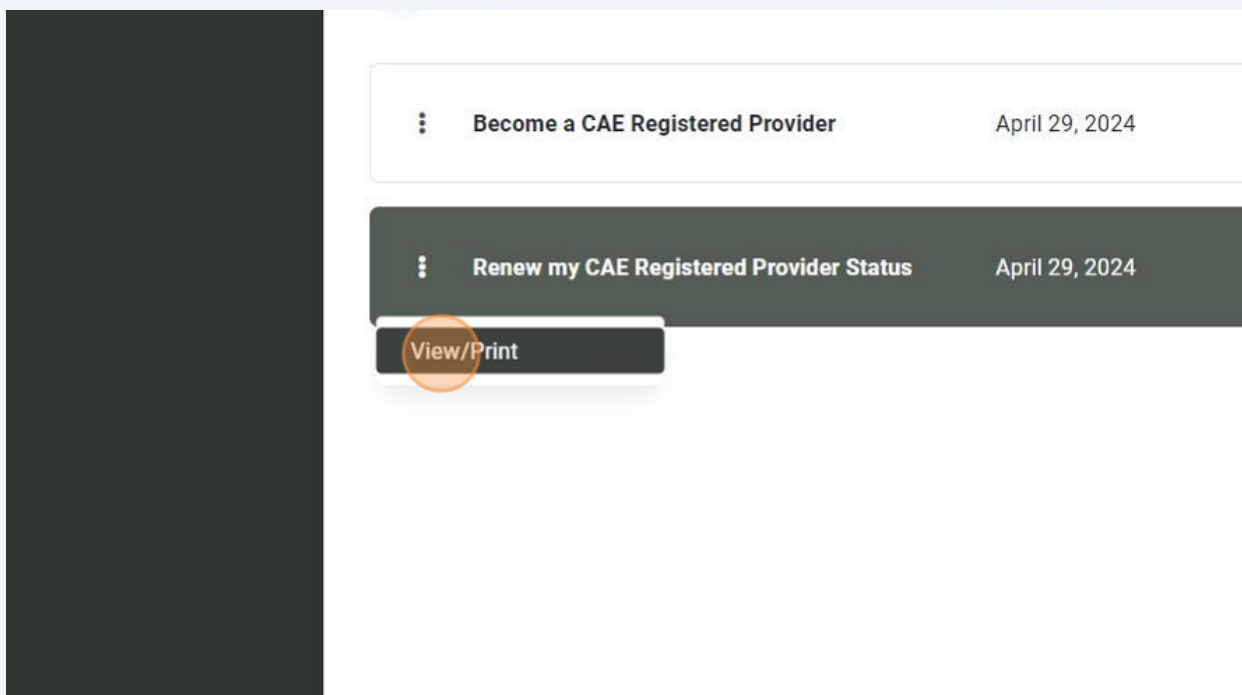 Become a CAE Registered Provider April 29, 2024
Renew my CAE Registered Provider Status April 29, 2024
View/Print